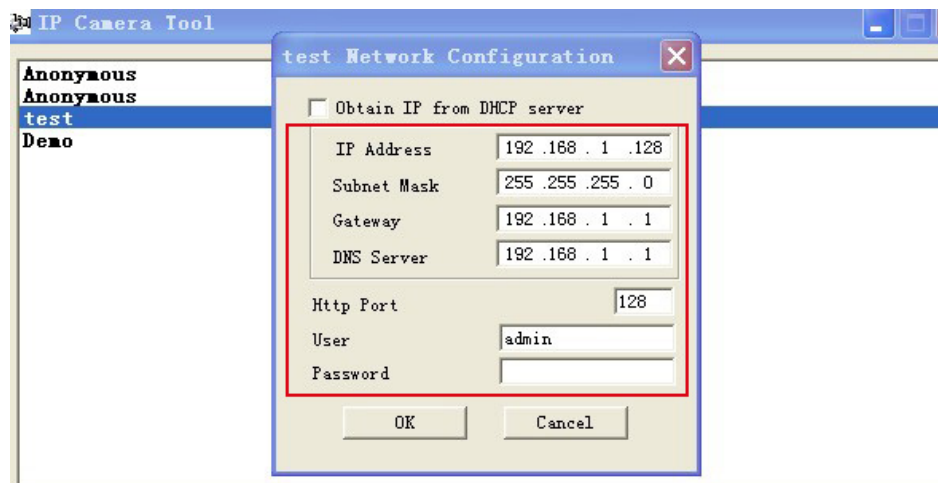 IP Camera Tool
test Network Configuration
Anonymous
Anonymous
test
Demo
Obtain IP from DHCP server
IP Address 192 .168 . 1 .128
Subnet Mask 255 .255 .255 . 0
Gateway 192 .168 . 1 . 1
DNS Server 192 .168 . 1 . 1
Http Port 128
User admin
Password
OK Cancel